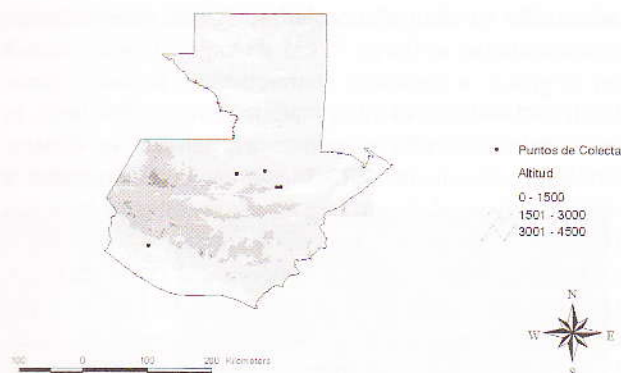 Puntos de Colecta
Altitud
0 - 1500
1501 - 3000
3001 - 4500
N
W E
S
100 0 100 200 Kilometers